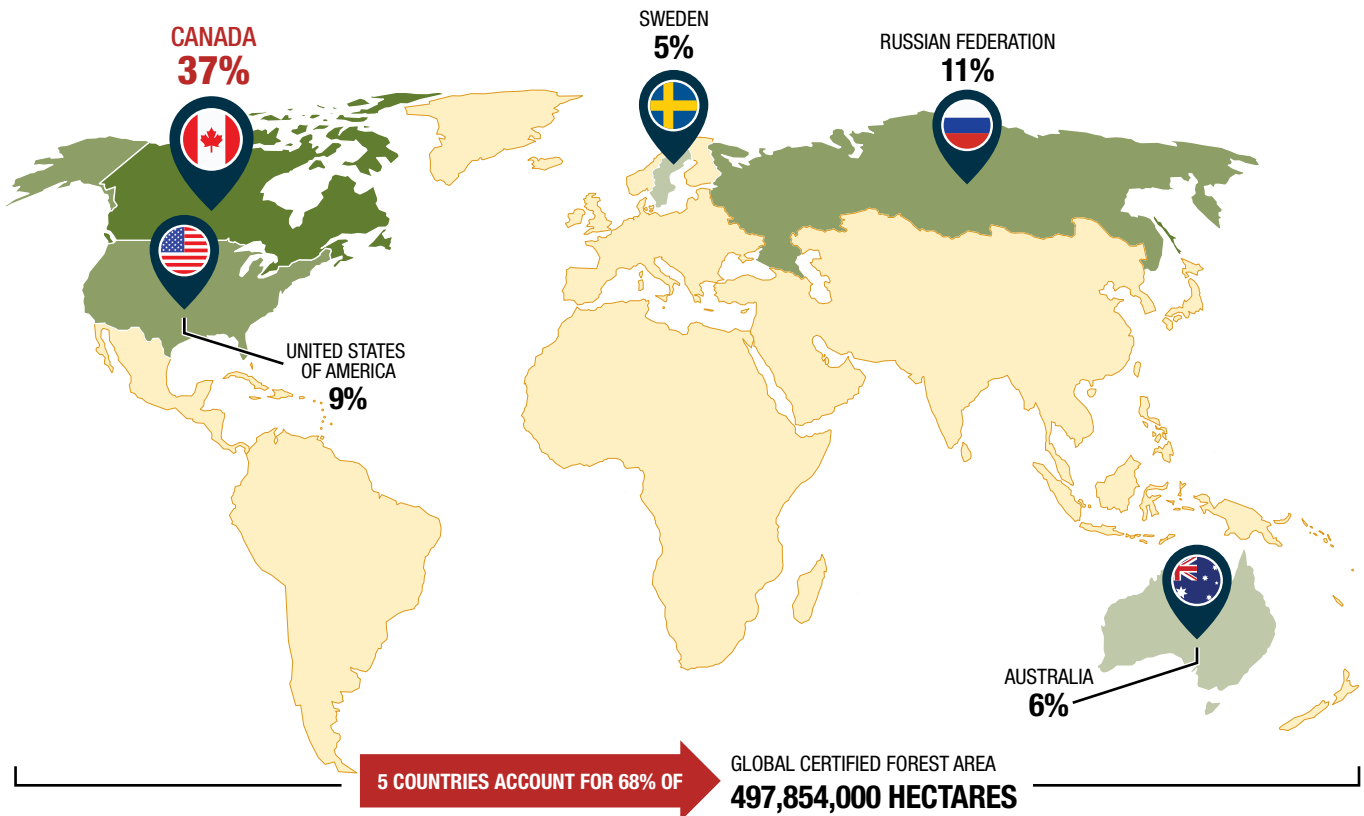 CANADA
37%
SWEDEN
5%
RUSSIAN FEDERATION
11%
UNITED STATES
OF AMERICA
9%
AUSTRALIA
6%
5 COUNTRIES ACCOUNT FOR 68% OF
GLOBAL CERTIFIED FOREST AREA
497,854,000 HECTARES